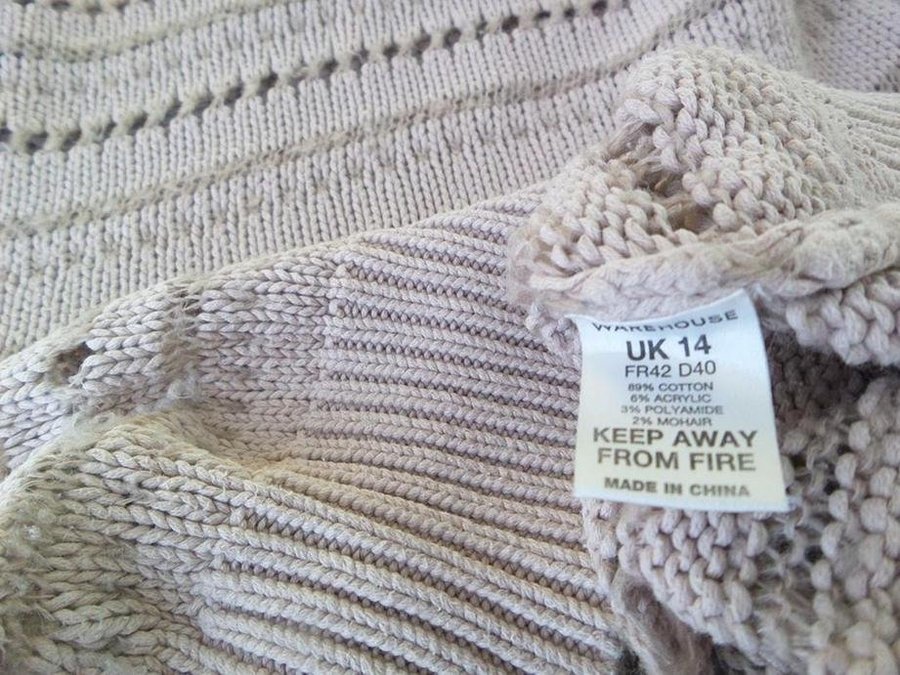 WAREHOUSE
UK 14
FR42 D40
89% COTTON
6% ACRYLIC
3% POLYAMIDE
2% MOHAIR
KEEP AWAY
FROM FIRE
MADE IN CHINA